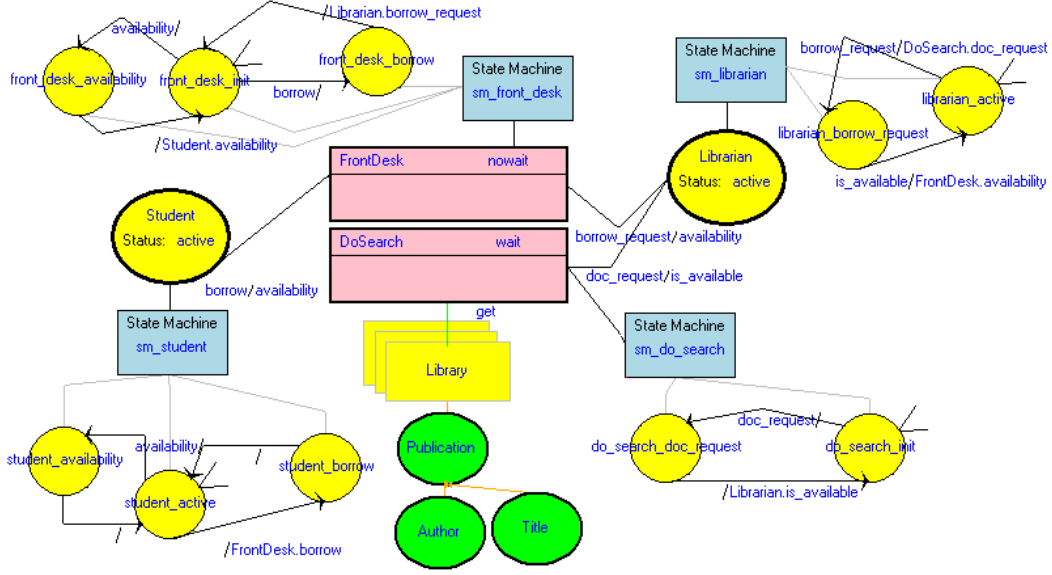 availability/
/Librarian.borrow_request
front_desk_availability
front_desk_init
front_desk_borrow
borrow/
/Student.availability
State Machine
sm_front_desk
State Machine
sm_librarian
borrow_request/DoSearch.doc_request
librarian_active
librarian_borrow_request
is_available/FrontDesk.availability
FrontDesk nowait
Librarian
Status: active
Student
Status: active
borrow_request/availability
DoSearch wait
doc_request/is_available
borrow/availability
get
State Machine
sm_student
State Machine
sm_do_search
Library
student_availability
availability/
/
student_borrow
student_active
/
/FrontDesk.borrow
Publication
Author
Title
doc_request/
do_search_doc_request
do_search_init
/Librarian.is_available